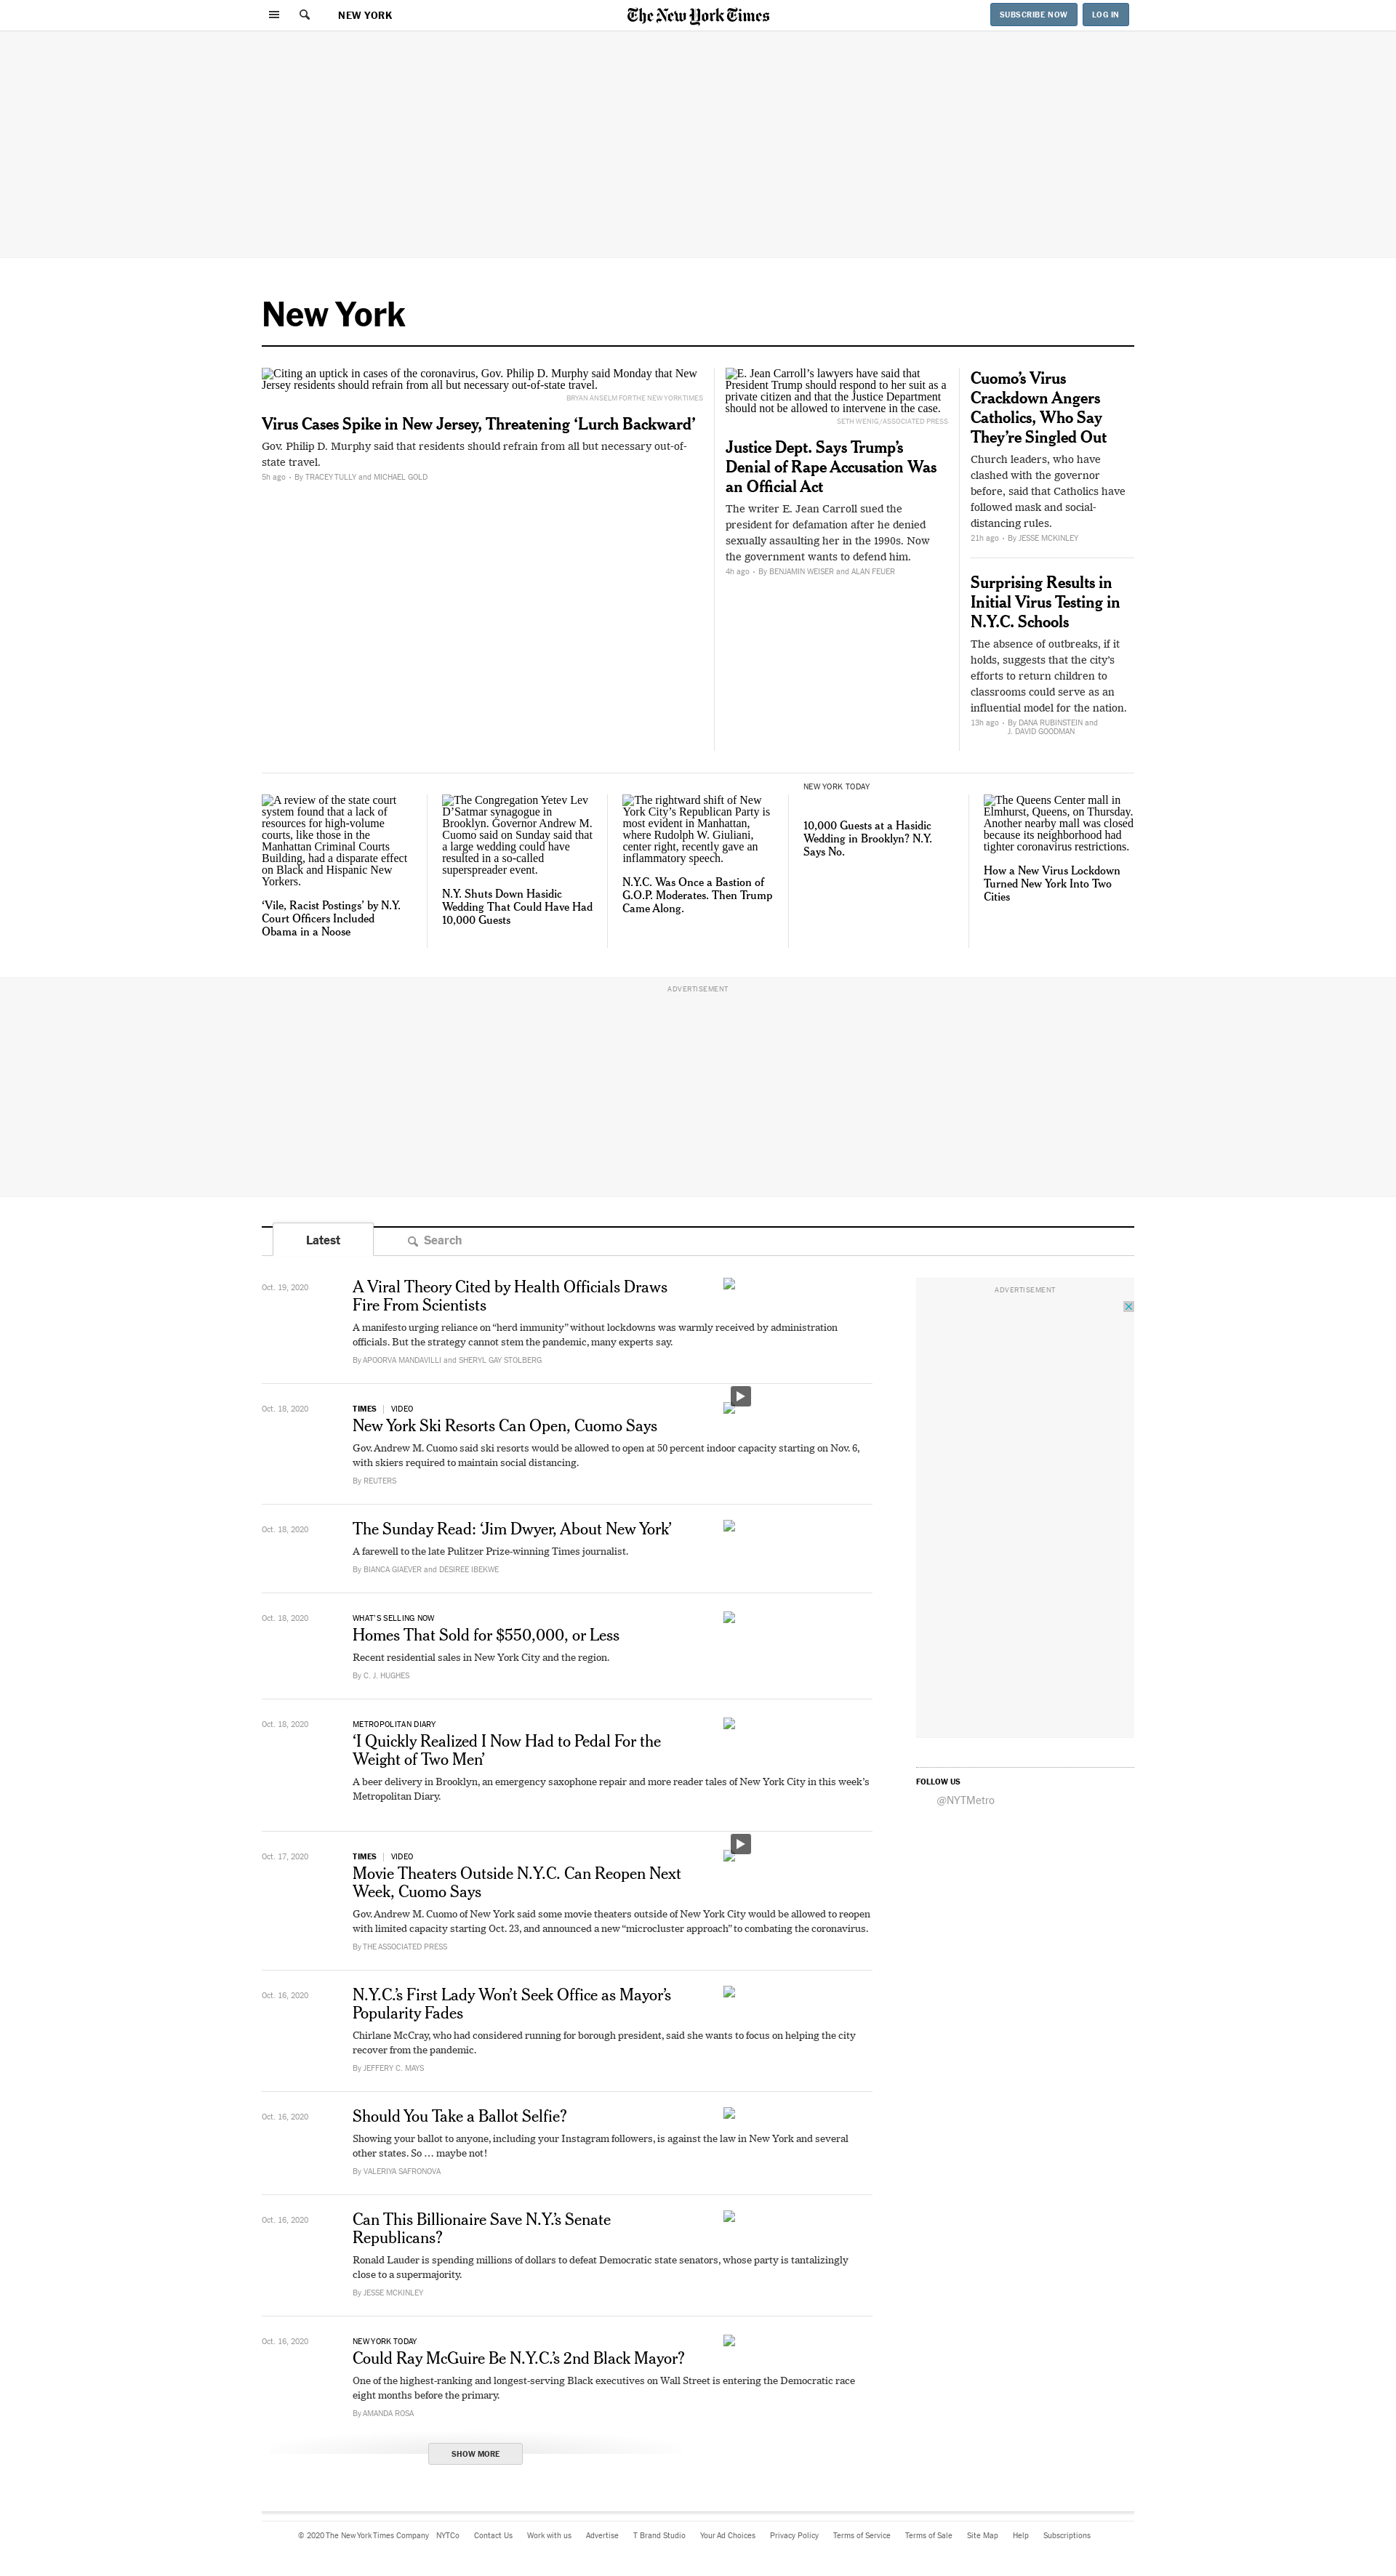 NEW YORK
The New York Times
SUBSCRIBE NOW
LOG IN
New York
Citing an uptick in cases of the coronavirus, Gov. Philip D. Murphy said Monday that New
Jersey residents should refrain from all but necessary out-of-state travel.
BRYAN ANSELM FOR THE NEW YORK TIMES
Virus Cases Spike in New Jersey, Threatening ‘Lurch Backward’
Gov. Philip D. Murphy said that residents should refrain from all but necessary out-of-
state travel.
5h ago • By TRACEY TULLY and MICHAEL GOLD
E. Jean Carroll’s lawyers have said that
President Trump should respond to her suit as a
private citizen and that the Justice Department
should not be allowed to intervene in the case.
SETH WENIG/ASSOCIATED PRESS
Justice Dept. Says Trump’s
Denial of Rape Accusation Was
an Official Act
The writer E. Jean Carroll sued the
president for defamation after he denied
sexually assaulting her in the 1990s. Now
the government wants to defend him.
4h ago • By BENJAMIN WEISER and ALAN FEUER
Cuomo’s Virus
Crackdown Angers
Catholics, Who Say
They’re Singled Out
Church leaders, who have
clashed with the governor
before, said that Catholics have
followed mask and social-
distancing rules.
21h ago • By JESSE MCKINLEY
Surprising Results in
Initial Virus Testing in
N.Y.C. Schools
The absence of outbreaks, if it
holds, suggests that the city’s
efforts to return children to
classrooms could serve as an
influential model for the nation.
13h ago • By DANA RUBINSTEIN and
J. DAVID GOODMAN
A review of the state court
system found that a lack of
resources for high-volume
courts, like those in the
Manhattan Criminal Courts
Building, had a disparate effect
on Black and Hispanic New
Yorkers.
‘Vile, Racist Postings’ by N.Y.
Court Officers Included
Obama in a Noose
The Congregation Yetev Lev
D’Satmar synagogue in
Brooklyn. Governor Andrew M.
Cuomo said on Sunday that that
a large wedding could have
resulted in a so-called
superspreader event.
N.Y. Shuts Down Hasidic
Wedding That Could Have Had
10,000 Guests
The rightward shift of New
York City’s Republican Party is
most evident in Manhattan,
where Rudolph W. Giuliani,
center right, recently gave an
inflammatory speech.
N.Y.C. Was Once a Bastion of
G.O.P. Moderates. Then Trump
Came Along.
NEW YORK TODAY
10,000 Guests at a Hasidic
Wedding in Brooklyn? N.Y.
Says No.
The Queens Center mall in
Elmhurst, Queens, on Thursday.
Another nearby mall was closed
because its neighborhood had
tighter coronavirus restrictions.
How a New Virus Lockdown
Turned New York Into Two
Cities
ADVERTISEMENT
Latest
Search
Oct. 19, 2020
A Viral Theory Cited by Health Officials Draws
Fire From Scientists
A manifesto urging reliance on “herd immunity” without lockdowns was warmly received by administration
officials. But the strategy cannot stem the pandemic, many experts say.
By APOORVA MANDAVILLI and SHERYL GAY STOLBERG
Oct. 18, 2020
TIMES | VIDEO
New York Ski Resorts Can Open, Cuomo Says
Gov. Andrew M. Cuomo said ski resorts would be allowed to open at 50 percent indoor capacity starting on Nov. 6,
with skiers required to maintain social distancing.
By REUTERS
Oct. 18, 2020
The Sunday Read: ‘Jim Dwyer, About New York’
A farewell to the late Pulitzer Prize-winning Times journalist.
By BIANCA GIAEVER and DESIREE IBEKWE
Oct. 18, 2020
WHAT’S SELLING NOW
Homes That Sold for $550,000, or Less
Recent residential sales in New York City and the region.
By C. J. HUGHES
Oct. 18, 2020
METROPOLITAN DIARY
‘I Quickly Realized I Now Had to Pedal For the
Weight of Two Men’
A beer delivery in Brooklyn, an emergency saxophone repair and more reader tales of New York City in this week’s
Metropolitan Diary.
Oct. 17, 2020
TIMES | VIDEO
Movie Theaters Outside N.Y.C. Can Reopen Next
Week, Cuomo Says
Gov. Andrew M. Cuomo of New York said some movie theaters outside of New York City would be allowed to reopen
with limited capacity starting Oct. 23, and announced a new “microcluster approach” to combating the coronavirus.
By THE ASSOCIATED PRESS
Oct. 16, 2020
N.Y.C.’s First Lady Won’t Seek Office as Mayor’s
Popularity Fades
Chirlane McCray, who had considered running for borough president, said she wants to focus on helping the city
recover from the pandemic.
By JEFFERY C. MAYS
Oct. 16, 2020
Should You Take a Ballot Selfie?
Showing your ballot to anyone, including your Instagram followers, is against the law in New York and several
other states. So … maybe not!
By VALERIYA SAFRONOVA
Oct. 16, 2020
Can This Billionaire Save N.Y.’s Senate
Republicans?
Ronald Lauder is spending millions of dollars to defeat Democratic state senators, whose party is tantalizingly
close to a supermajority.
By JESSE MCKINLEY
Oct. 16, 2020
NEW YORK TODAY
Could Ray McGuire Be N.Y.C.’s 2nd Black Mayor?
One of the highest-ranking and longest-serving Black executives on Wall Street is entering the Democratic race
eight months before the primary.
By AMANDA ROSA
SHOW MORE
ADVERTISEMENT
FOLLOW US
@NYTMetro
© 2020 The New York Times Company NYTCo Contact Us Work with us Advertise T Brand Studio Your Ad Choices Privacy Policy Terms of Service Terms of Sale Site Map Help Subscriptions